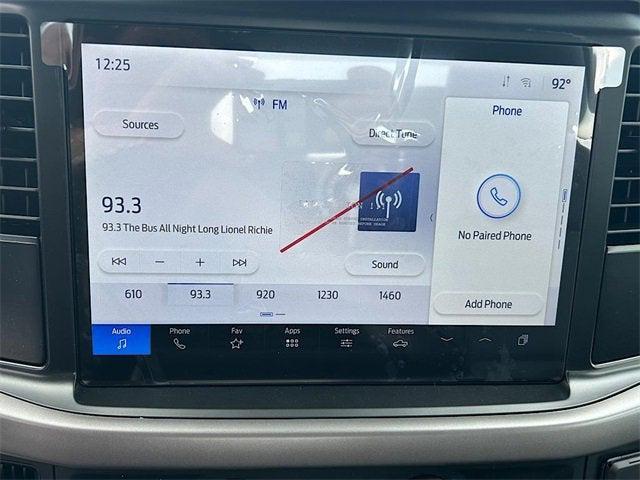 12:25
92°
FM
Phone
Sources
Direct Tune
93.3
93.3 The Bus All Night Long Lionel Richie
No Paired Phone
Sound
610 93.3 920 1230 1460
Add Phone
Audio Phone Fav Apps Settings Features